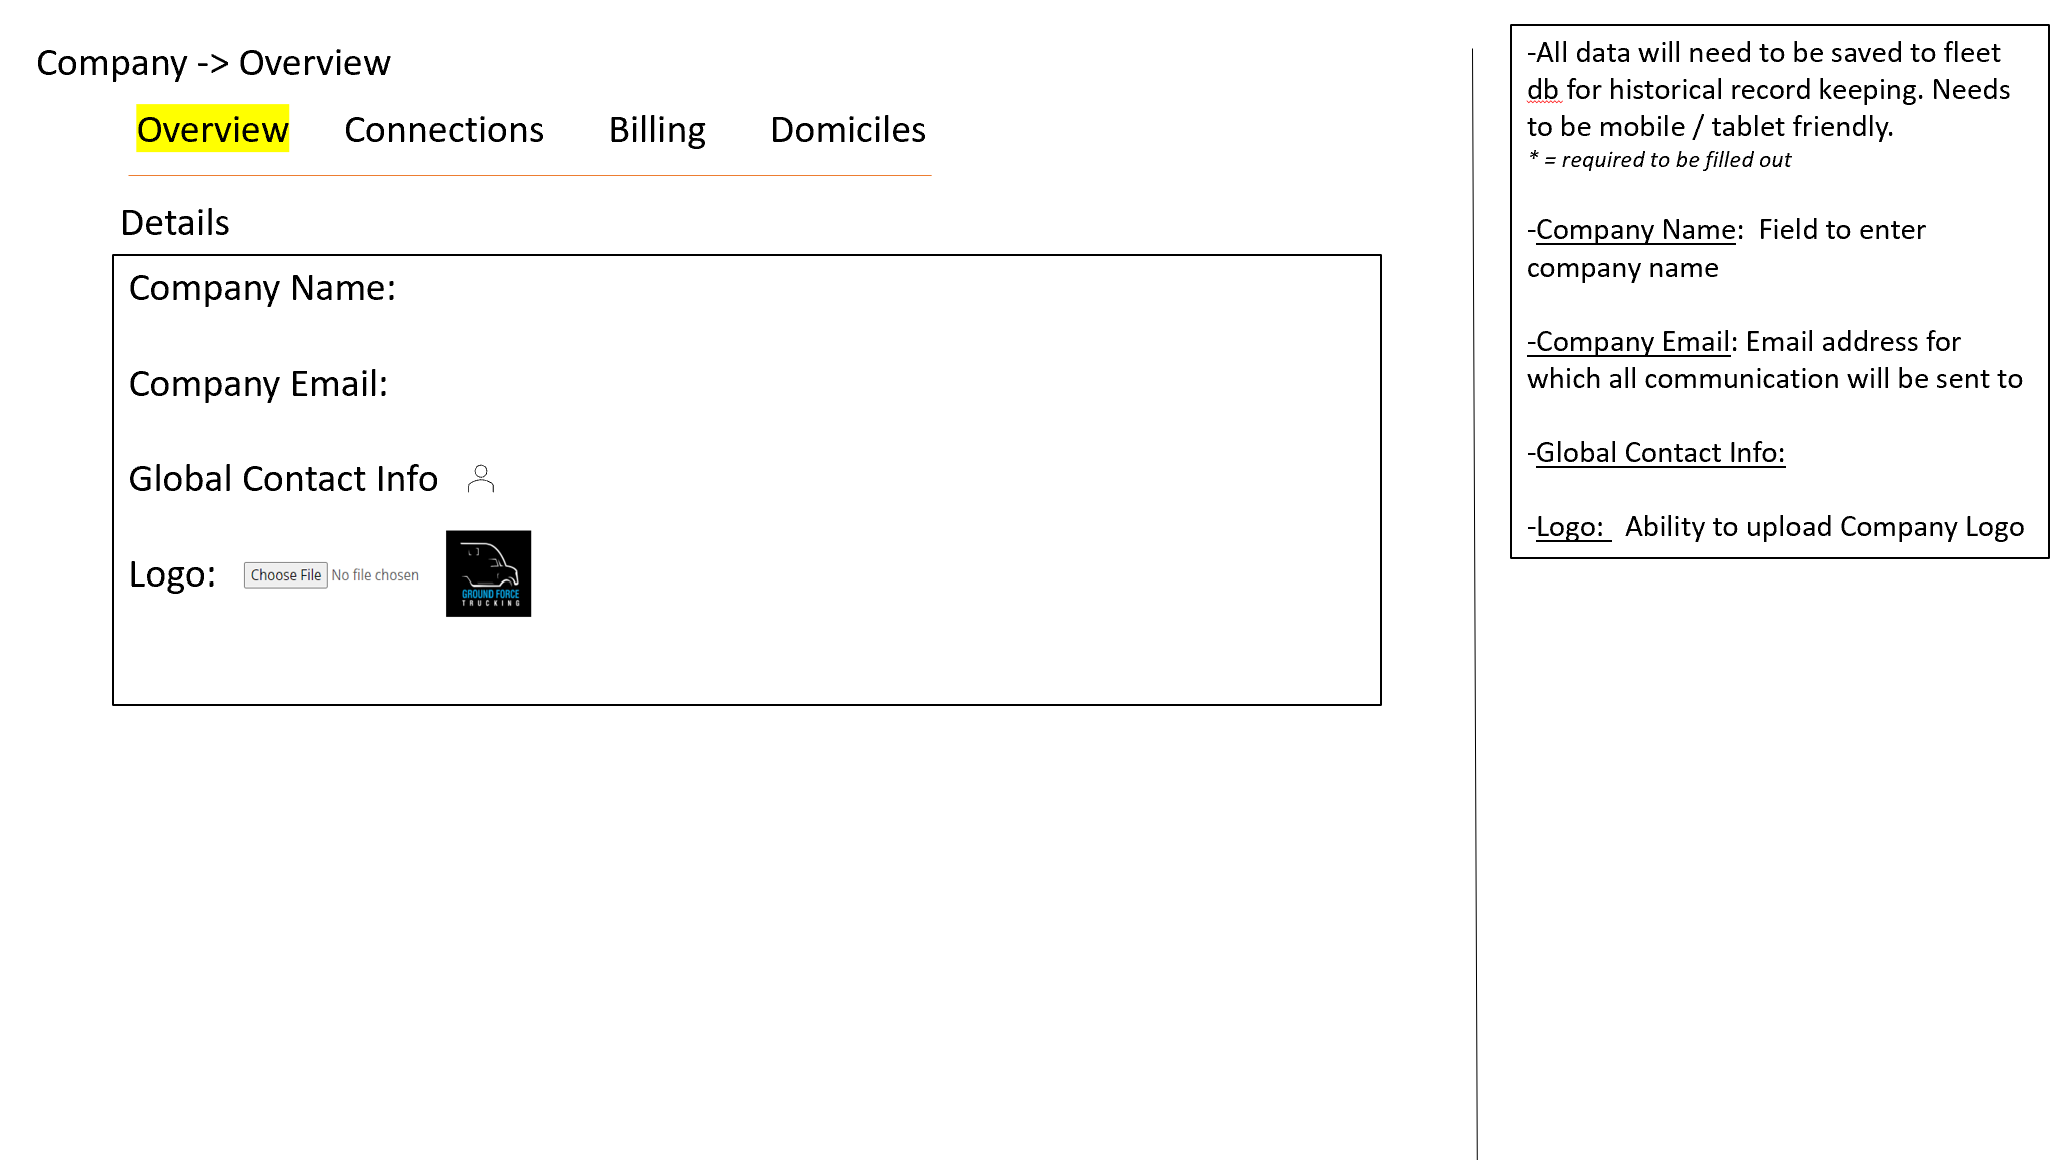 Company -> Overview
Overview Connections Billing Domiciles
Details
Company Name:
Company Email:
Global Contact Info
Logo: Choose File No file chosen
GROUND FORCE
TRUCKING
-All data will need to be saved to fleet
db for historical record keeping. Needs
to be mobile / tablet friendly.
* = required to be filled out
-Company Name: Field to enter
company name
-Company Email: Email address for
which all communication will be sent to
-Global Contact Info:
-Logo: Ability to upload Company Logo